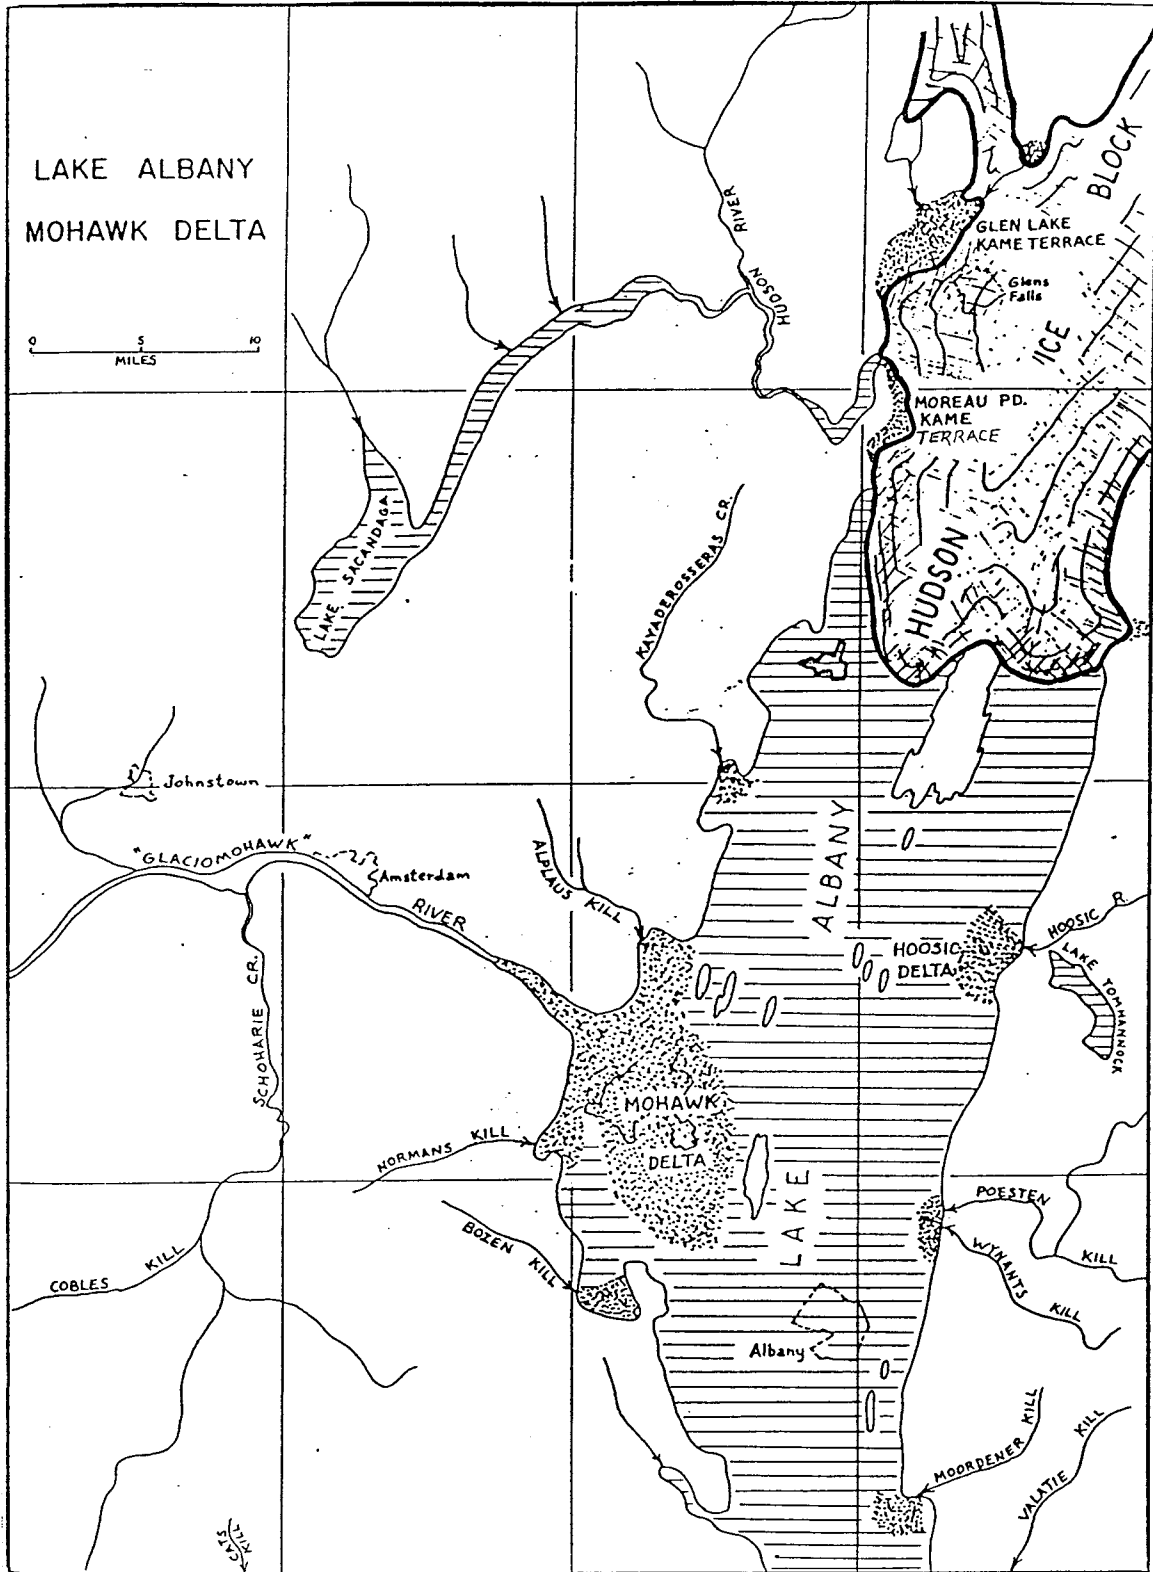 LAKE ALBANY
MOHAWK DELTA
0 5 10
MILES
HUDSON RIVER
HUDSON ICE BLOCK
GLEN LAKE
KAME TERRACE
Glens
Falls
MOREAU PD.
KAME
TERRACE
LAKE SACANDAGA
KAYADEROSSERAS CR.
Johnstown
"GLACIOMOHAWK"
RIVER
Amsterdam
ALPLAUS KILL
LAKE ALBANY
HOOSIC R.
HOOSIC
DELTA
LAKE TOMHANNOCK
SCHOHARIE CR.
MOHAWK
DELTA
NORMANS KILL
BOZEN KILL
POESTEN KILL
WYNANTS KILL
COBLES KILL
Albany
MOORDENER KILL
VALATIE KILL
CATS
KILL